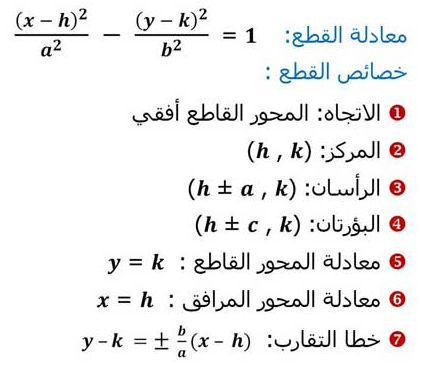 معادلة القطع: (x – h)²/a² – (y – k)²/b² = 1
خصائص القطع :
❶ الاتجاه: المحور القاطع أفقي
❷ المركز: (h , k)
❸ الرأسان: (h ± a , k)
❹ البؤرتان: (h ± c , k)
❺ معادلة المحور القاطع : y = k
❻ معادلة المحور المرافق : x = h
❼ خطا التقارب: y – k = ± b/a (x – h)